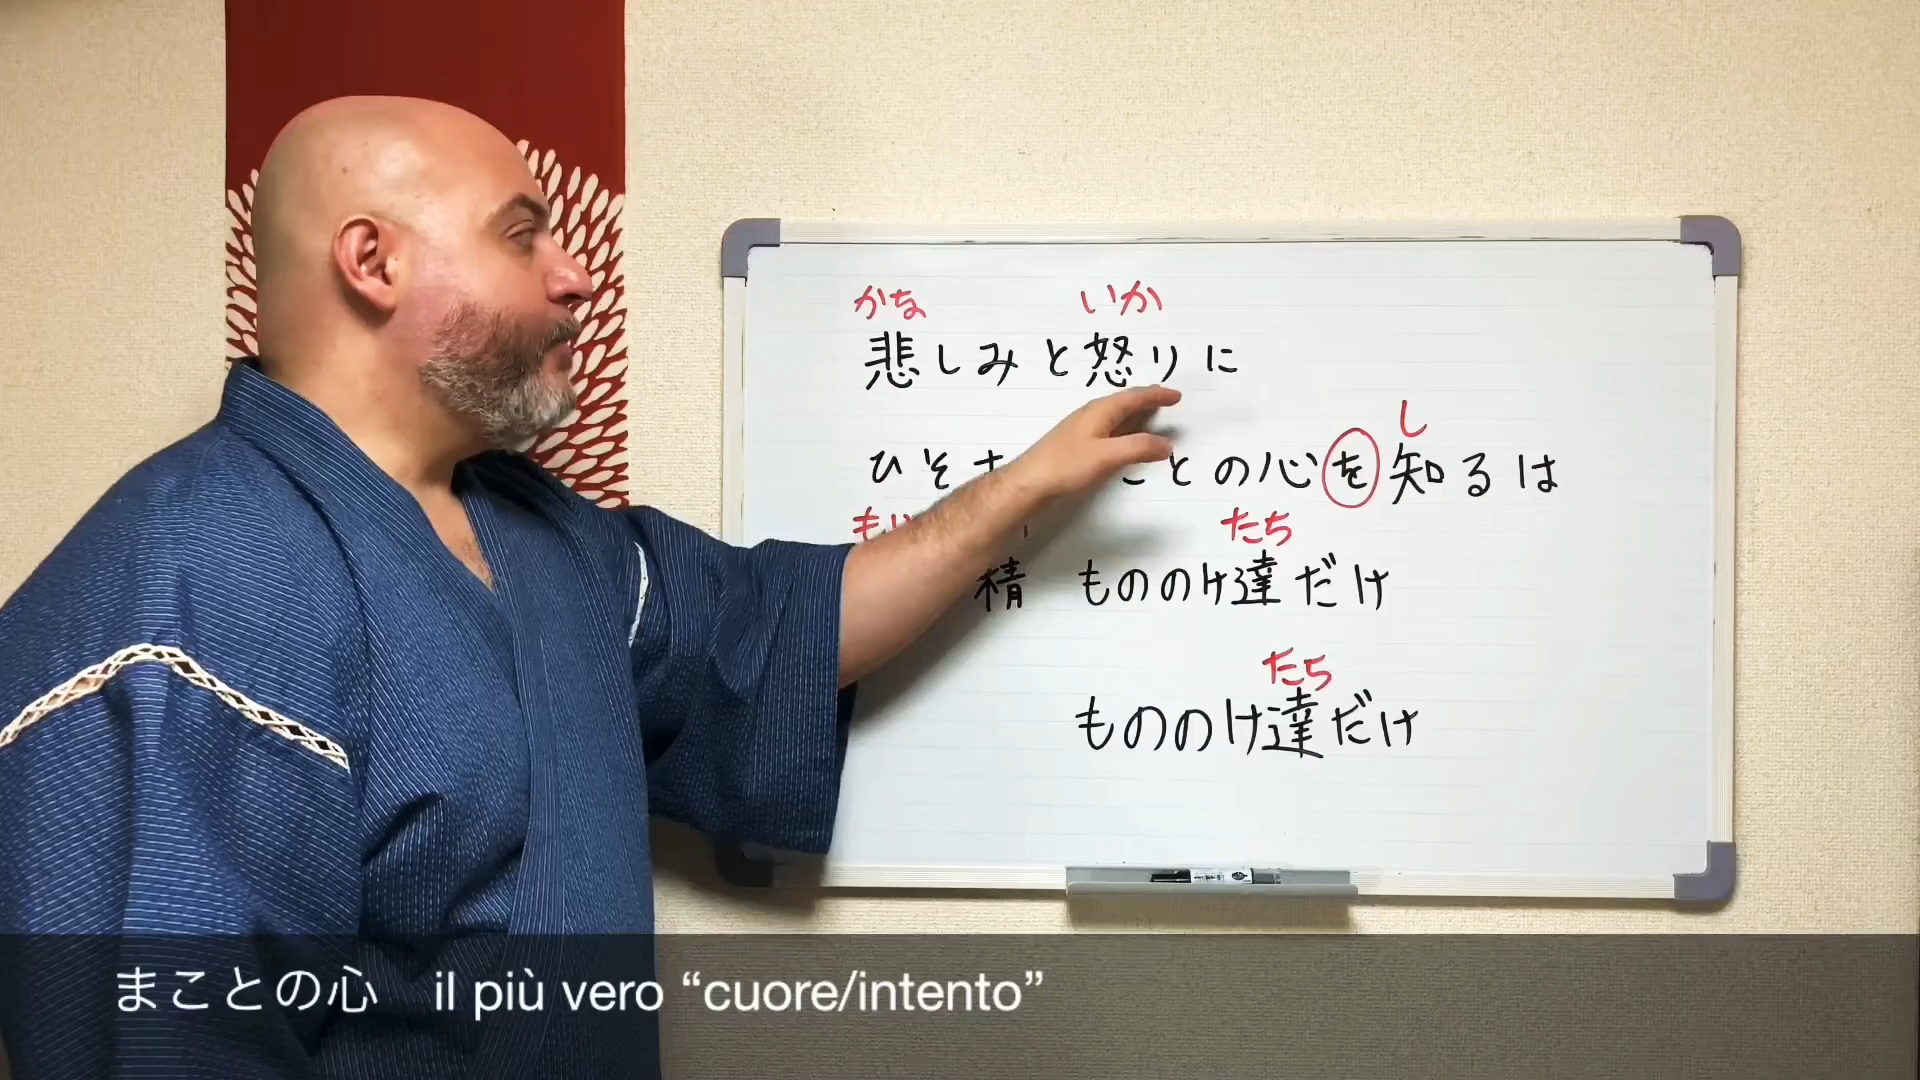 かな いか
悲しみと怒りに
し
ひそ ことの心を知るは
たち
精 もののけ達だけ
たち
もののけ達だけ
まことの心 il più vero “cuore/intento”